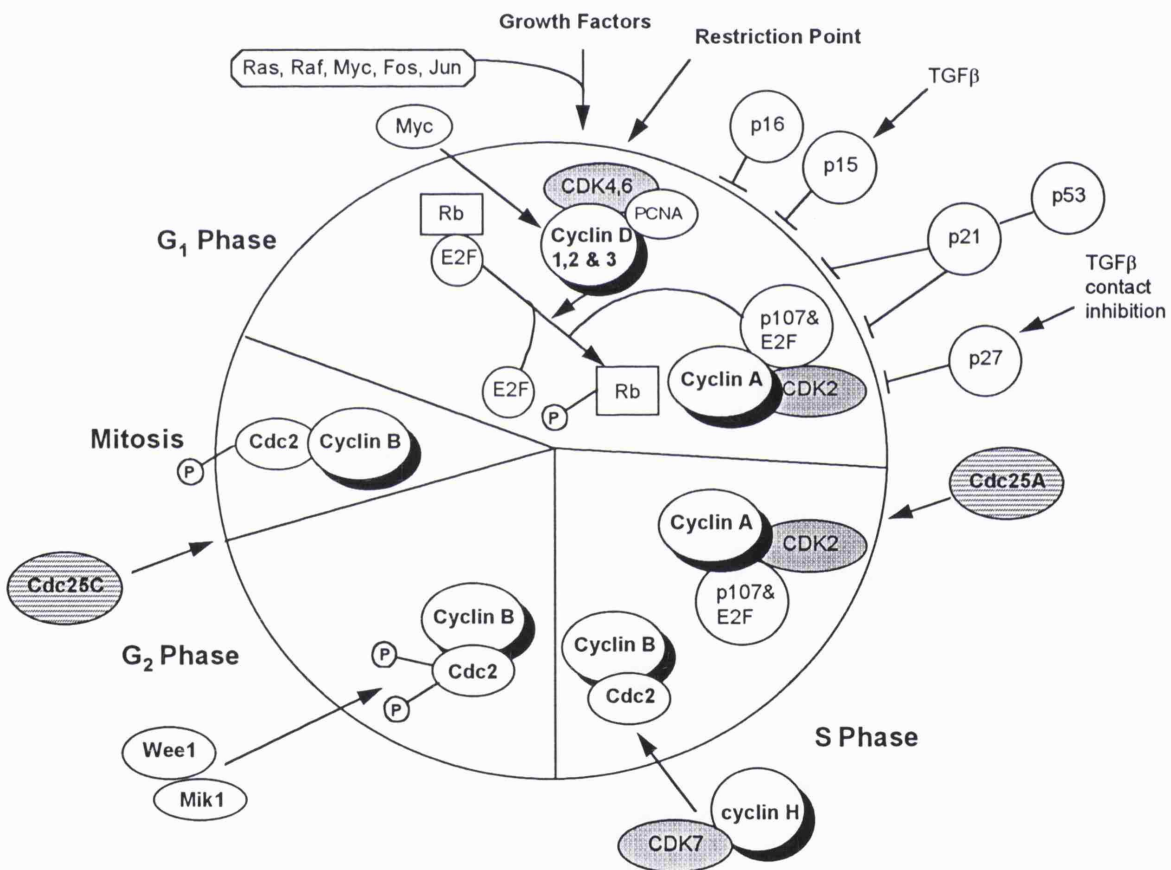 Growth Factors
Restriction Point
Ras, Raf, Myc, Fos, Jun
TGFβ
Myc
p16
p15
CDK4,6
PCNA
Rb
Cyclin D
1,2 & 3
p53
p21
G₁ Phase
E2F
TGFβ
contact
inhibition
p107&
E2F
p27
Cyclin A
CDK2
E2F
Rb
P
Mitosis
Cdc2
Cyclin B
P
Cdc25A
Cyclin A
CDK2
Cdc25C
p107&
E2F
Cyclin B
Cdc2
P
P
Cyclin B
Cdc2
G₂ Phase
S Phase
Wee1
Mik1
cyclin H
CDK7